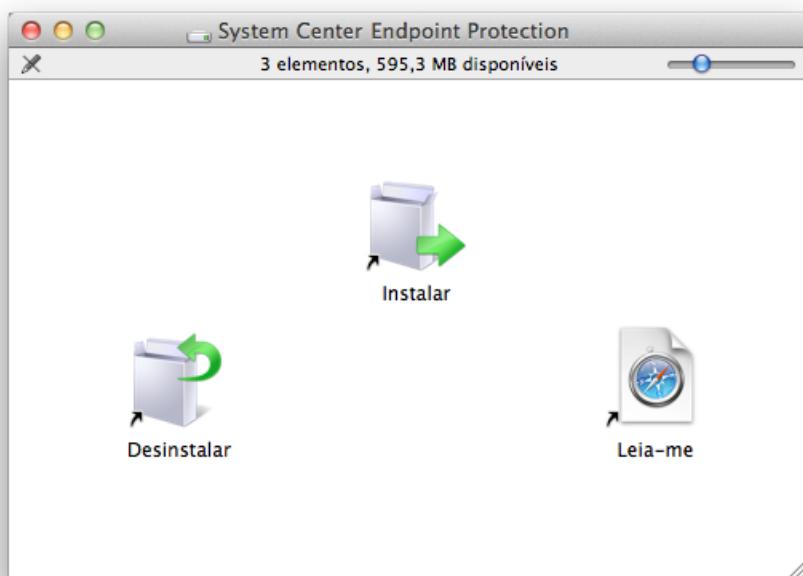 System Center Endpoint Protection
3 elementos, 595,3 MB disponíveis
Instalar
Desinstalar
Leia-me